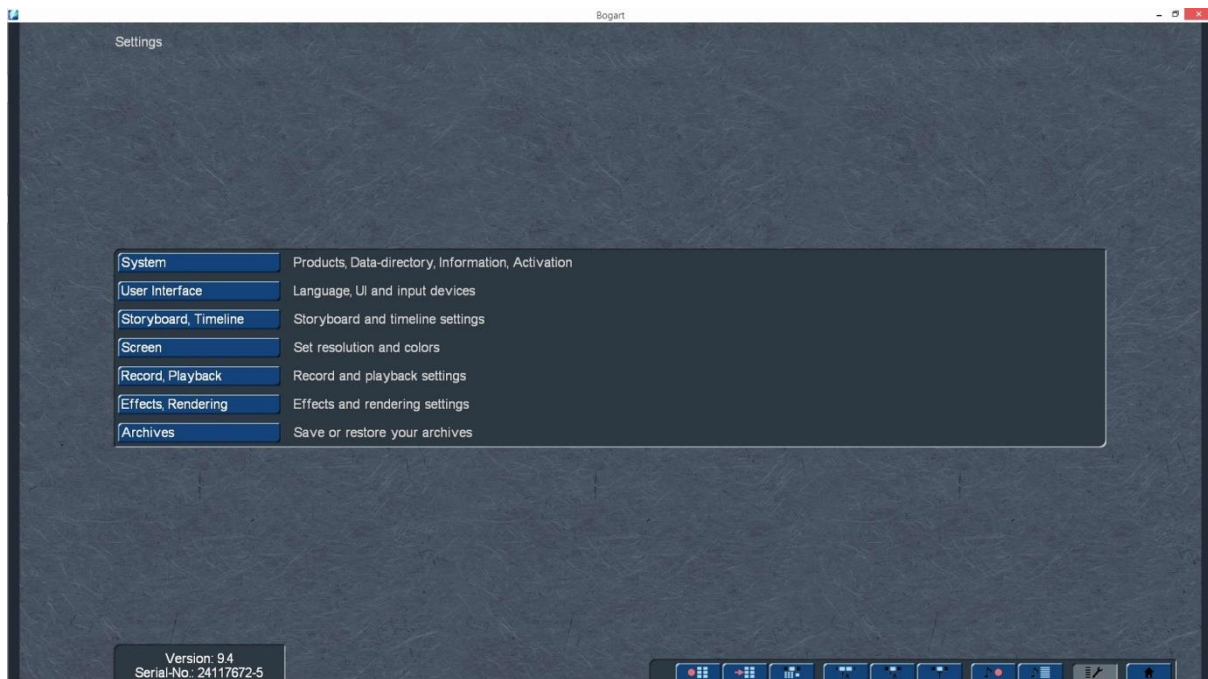 Bogart
Settings
System Products, Data-directory, Information, Activation
User Interface Language, UI and input devices
Storyboard, Timeline Storyboard and timeline settings
Screen Set resolution and colors
Record, Playback Record and playback settings
Effects, Rendering Effects and rendering settings
Archives Save or restore your archives
Version: 9.4
Serial-No.: 24117672-5